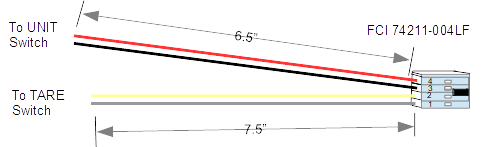 To UNIT
Switch
6.5"
FCI 74211-004LF
4
3
2
1
To TARE
Switch
7.5"